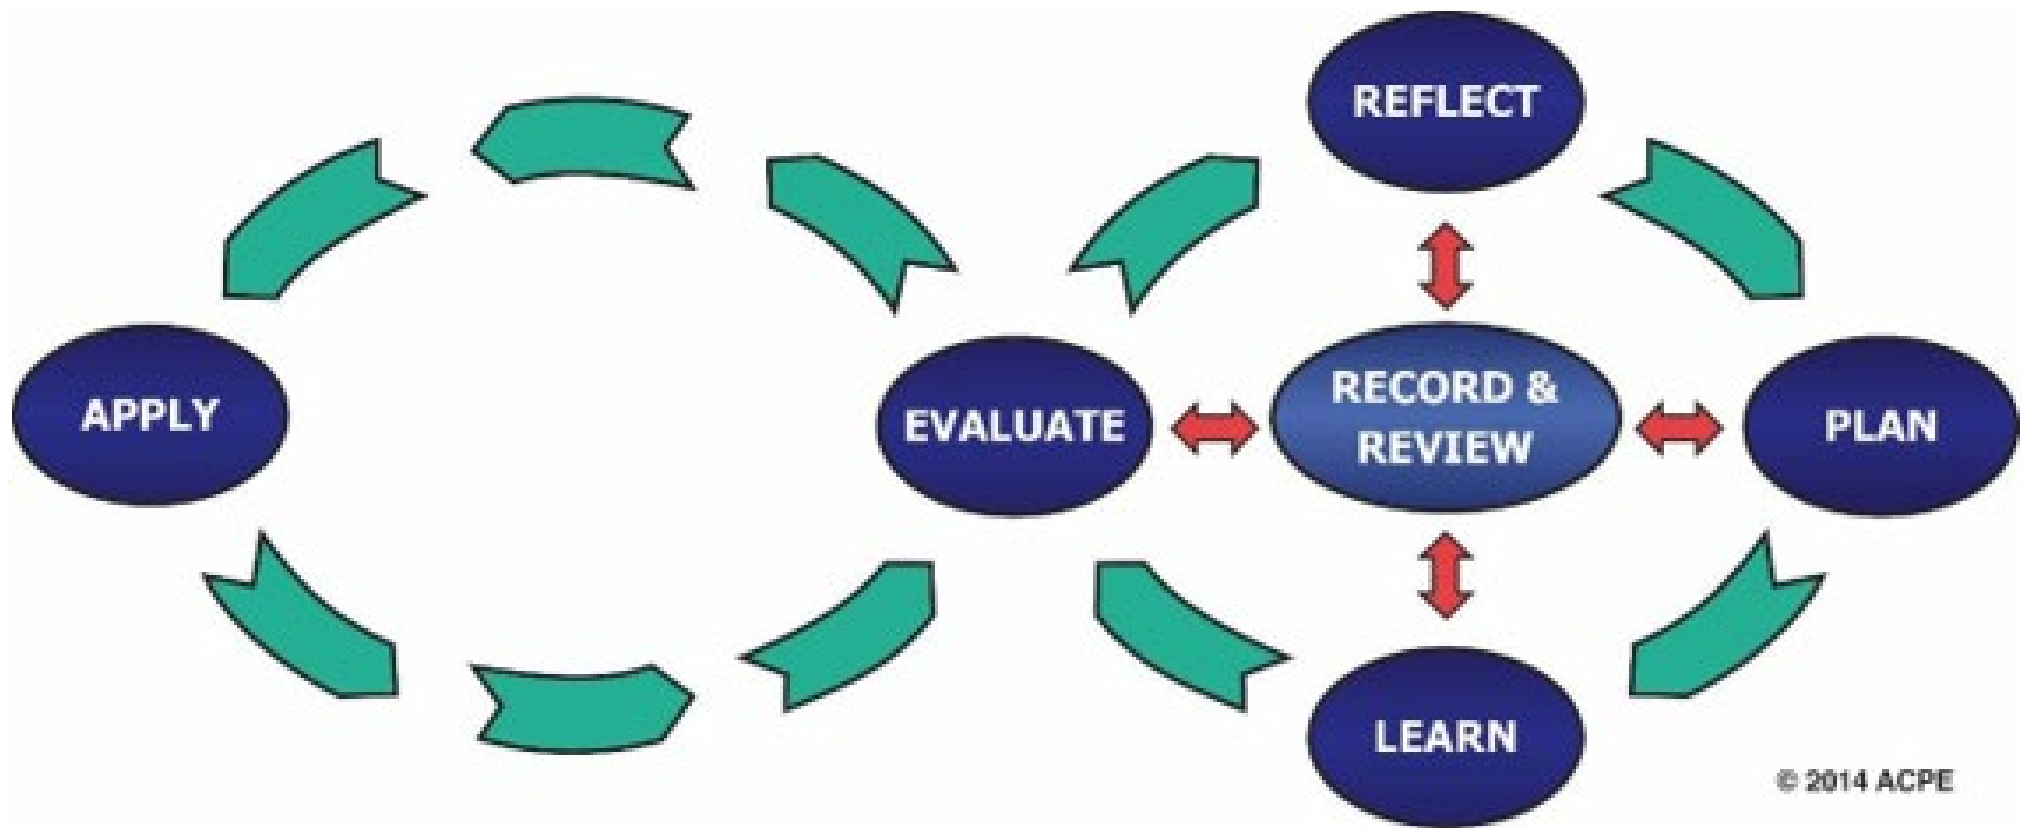 REFLECT
APPLY
EVALUATE
RECORD &
REVIEW
PLAN
LEARN
© 2014 ACPE